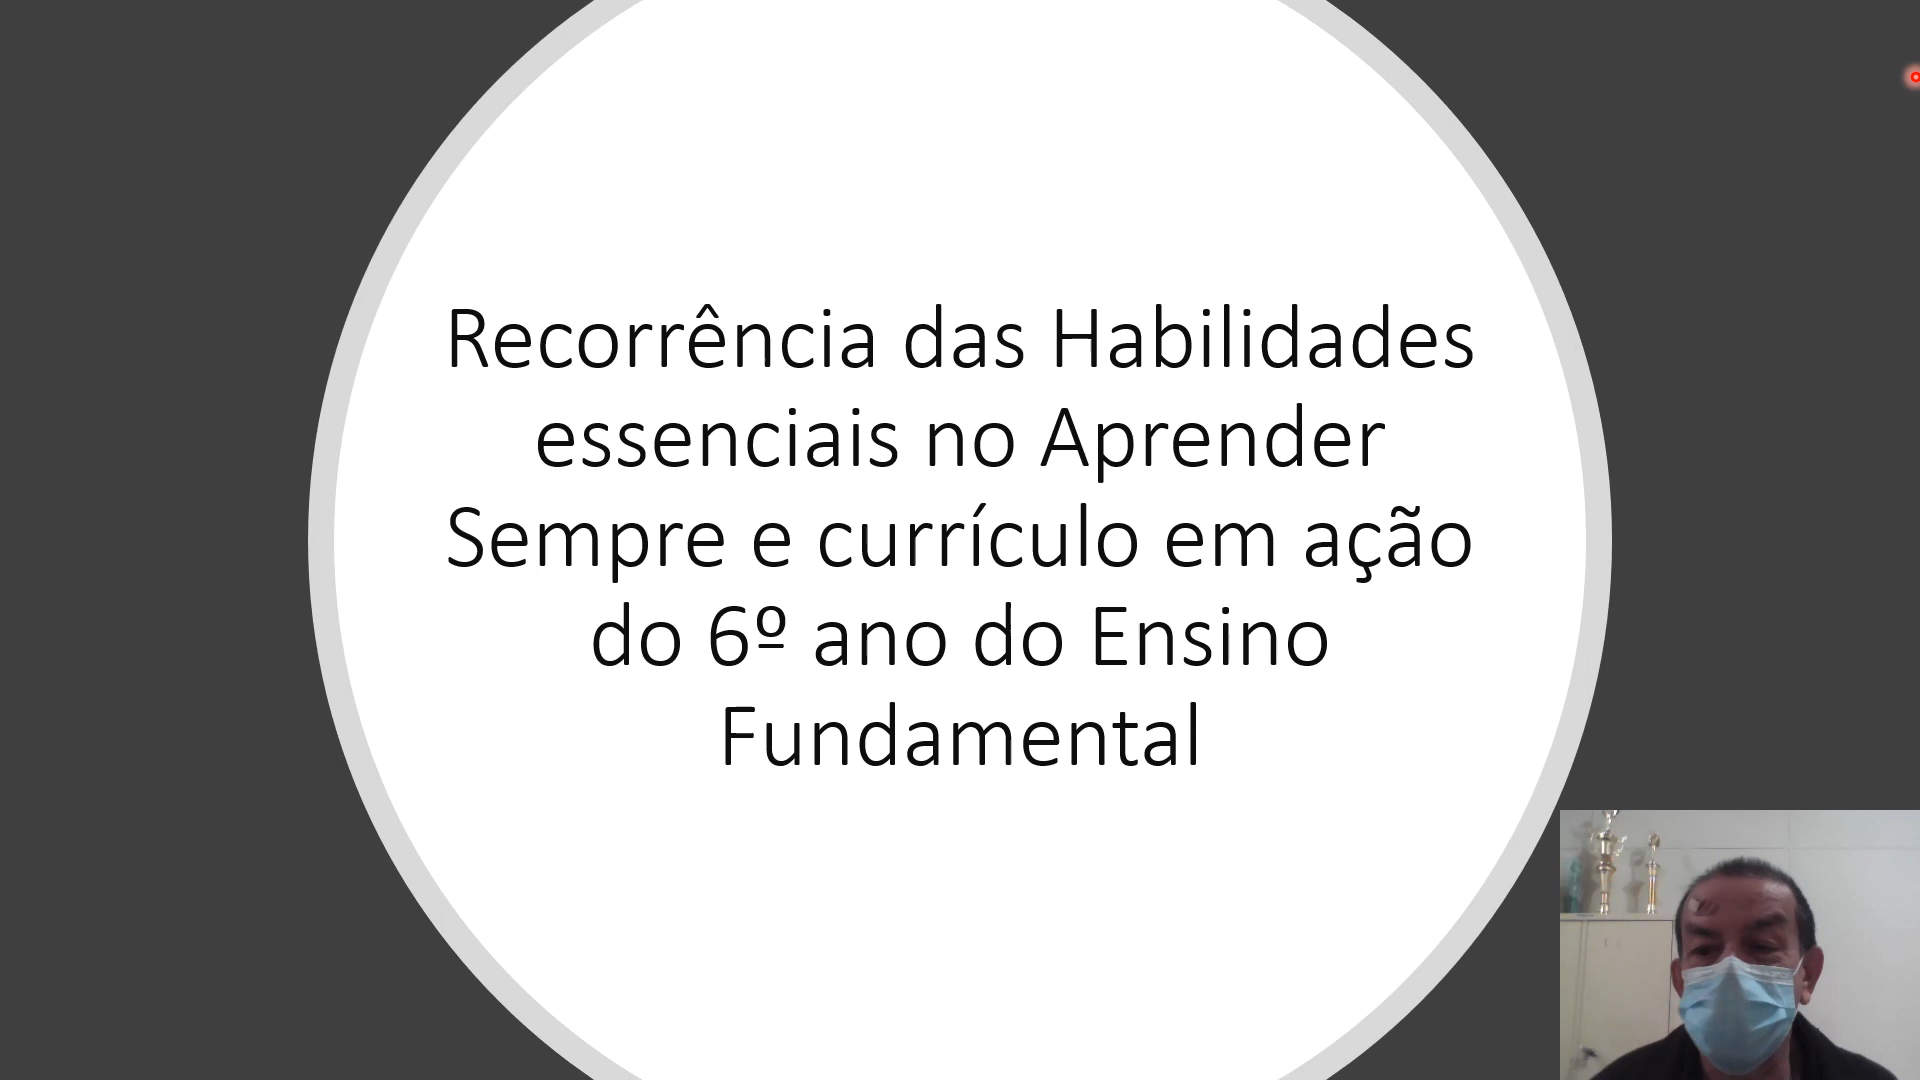 Recorrência das Habilidades
essenciais no Aprender
Sempre e currículo em ação
do 6º ano do Ensino
Fundamental